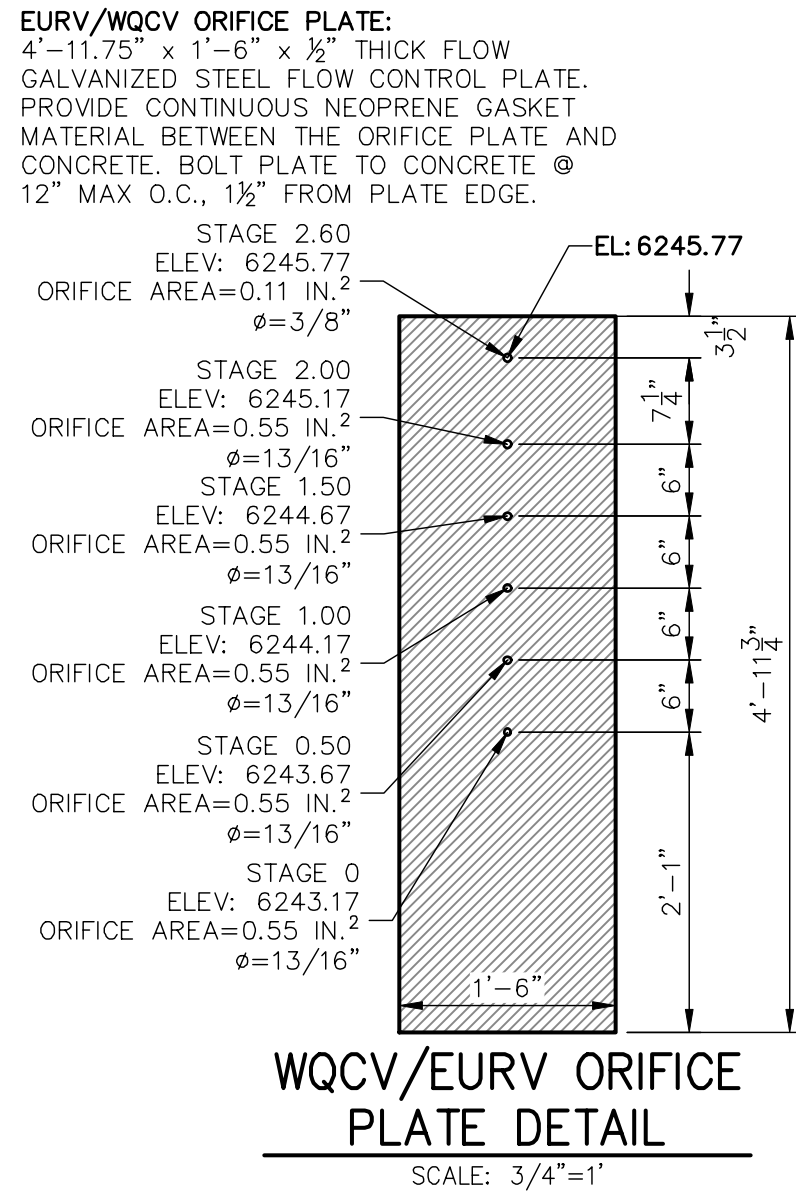 EURV/WQCV ORIFICE PLATE:
4'-11.75" x 1'-6" x ½" THICK FLOW
GALVANIZED STEEL FLOW CONTROL PLATE.
PROVIDE CONTINUOUS NEOPRENE GASKET
MATERIAL BETWEEN THE ORIFICE PLATE AND
CONCRETE. BOLT PLATE TO CONCRETE @
12" MAX O.C., 1½" FROM PLATE EDGE.
STAGE 2.60
ELEV: 6245.77
ORIFICE AREA=0.11 IN.²
ø=3/8"
STAGE 2.00
ELEV: 6245.17
ORIFICE AREA=0.55 IN.²
ø=13/16"
STAGE 1.50
ELEV: 6244.67
ORIFICE AREA=0.55 IN.²
ø=13/16"
STAGE 1.00
ELEV: 6244.17
ORIFICE AREA=0.55 IN.²
ø=13/16"
STAGE 0.50
ELEV: 6243.67
ORIFICE AREA=0.55 IN.²
ø=13/16"
STAGE 0
ELEV: 6243.17
ORIFICE AREA=0.55 IN.²
ø=13/16"
EL: 6245.77
3½"
7¼"
6"
6"
6"
6"
2'-1"
4'-11¾"
1'-6"
WQCV/EURV ORIFICE
PLATE DETAIL
SCALE: 3/4"=1'